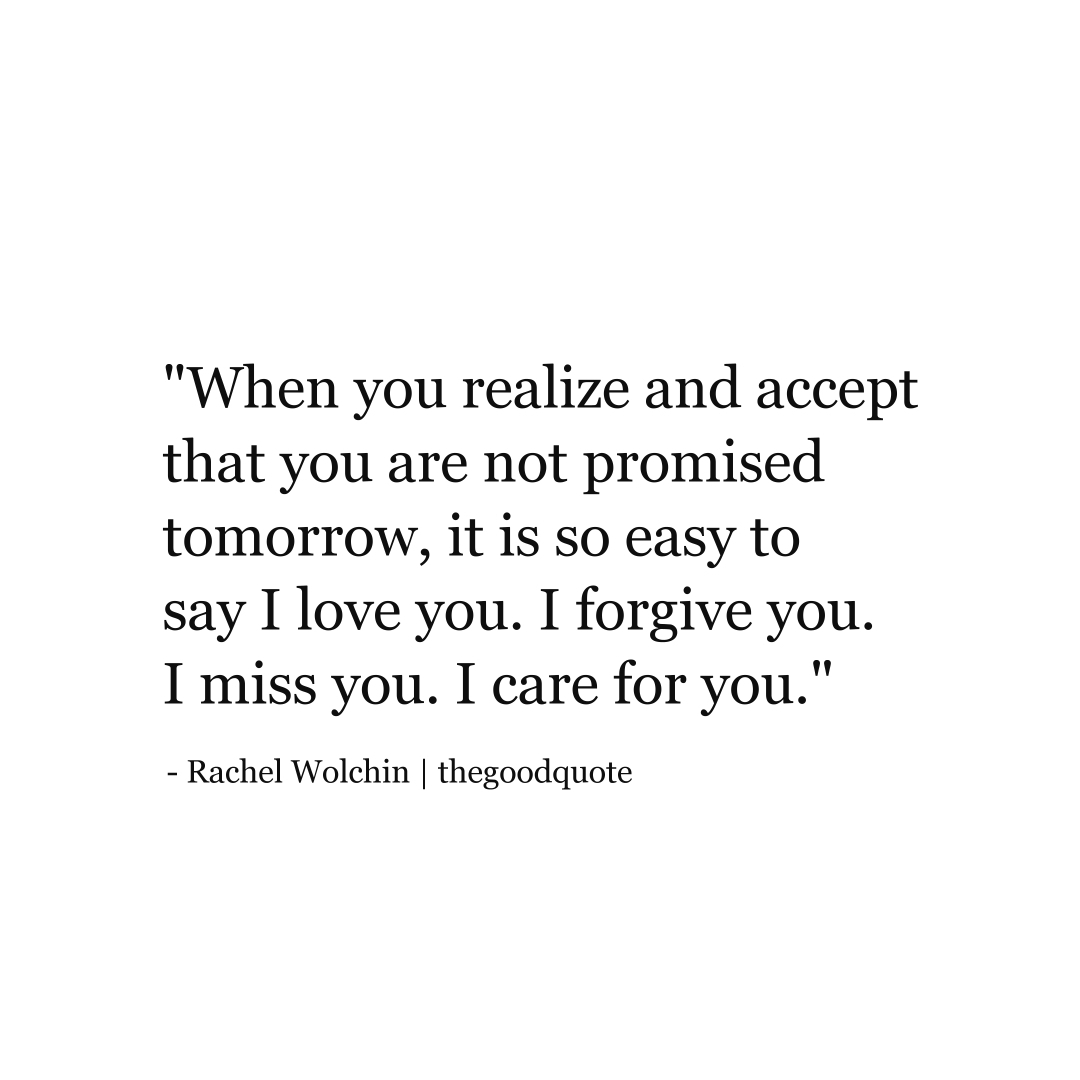 "When you realize and accept
that you are not promised
tomorrow, it is so easy to
say I love you. I forgive you.
I miss you. I care for you."
- Rachel Wolchin | thegoodquote